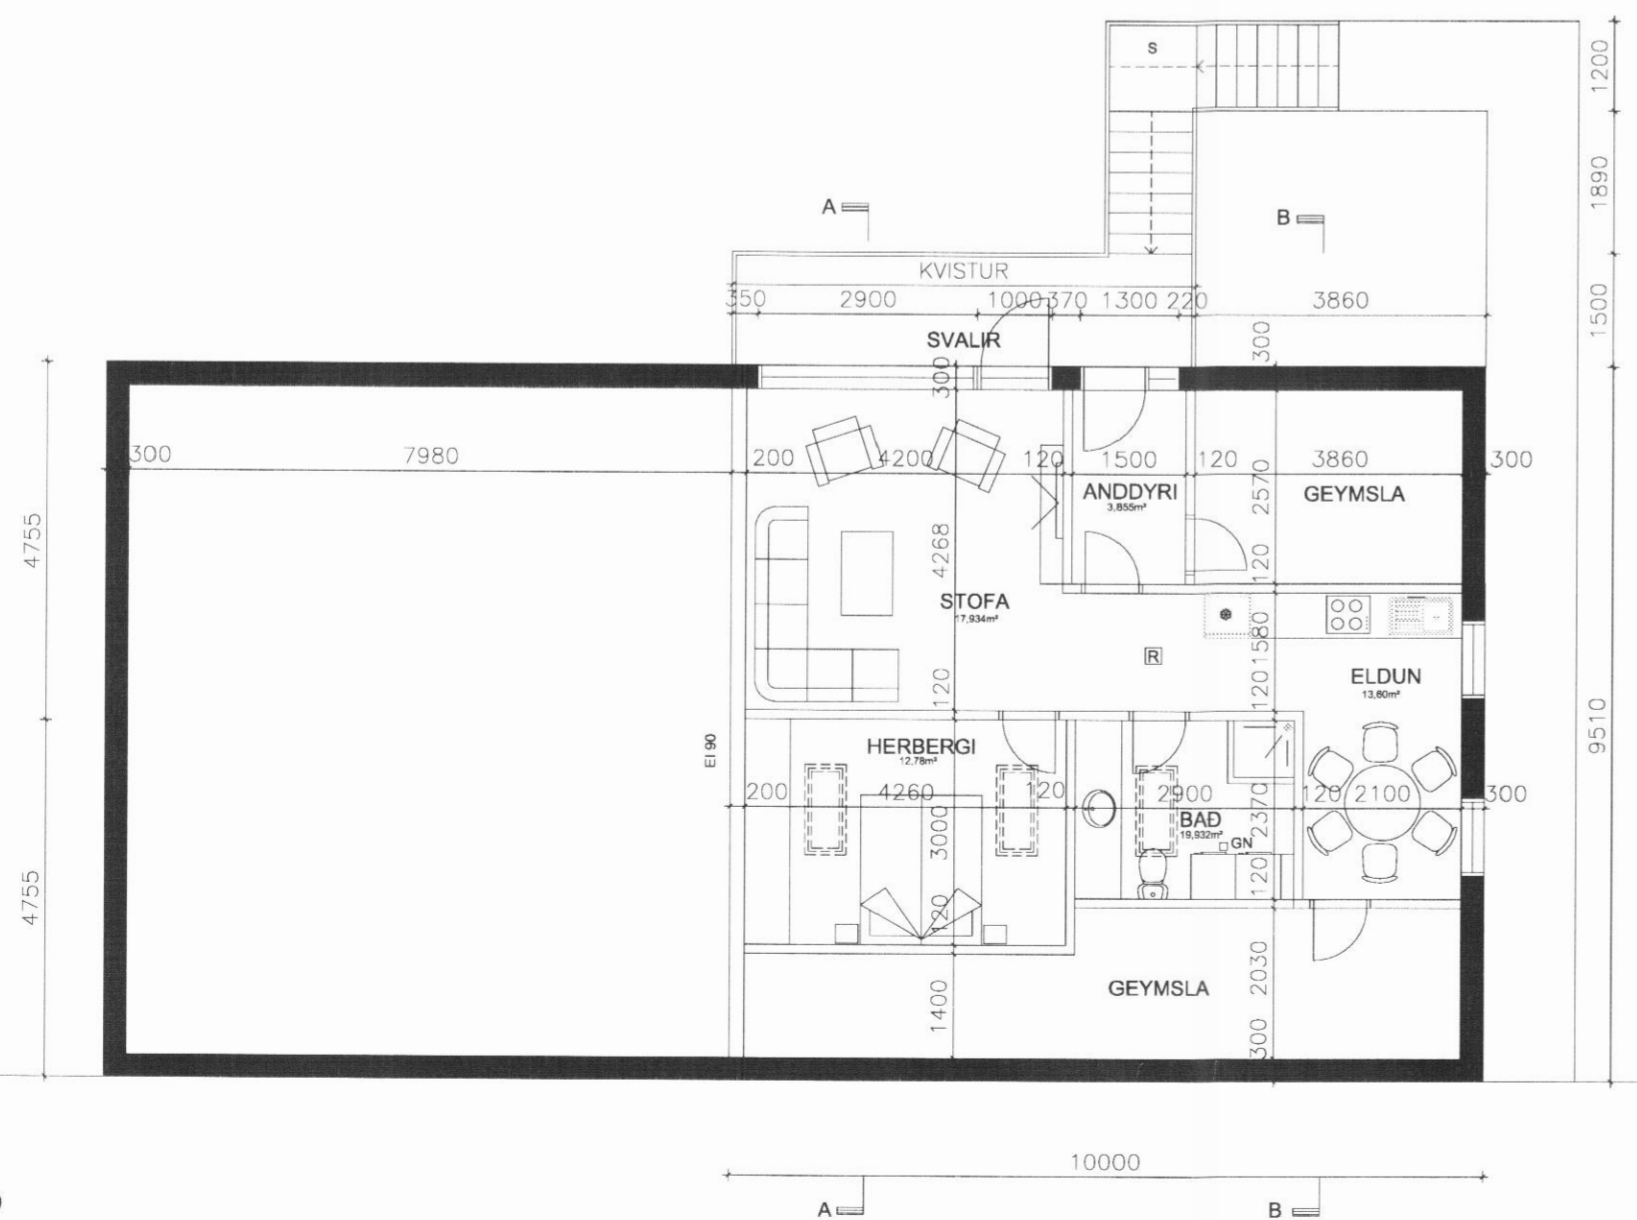 S
1200
1890
A
B
KVISTUR
350 2900 1000 370 1300 220 3860
1500
SVALIR
300
300
300 7980 200 4200 120 1500 120 3860 300
2570
ANDDYRI
3,855m²
GEYMSLA
4755
4268
120
STOFA
17,934m²
1580
R
120
120
ELDUN
13,60m²
EI 90
HERBERGI
12,78m²
9510
200 4260 120 2900 120 2100 300
3000
2370
BAÐ
19,932m²
GN
120
120
4755
GEYMSLA
2030
1400
300
10000
A
B